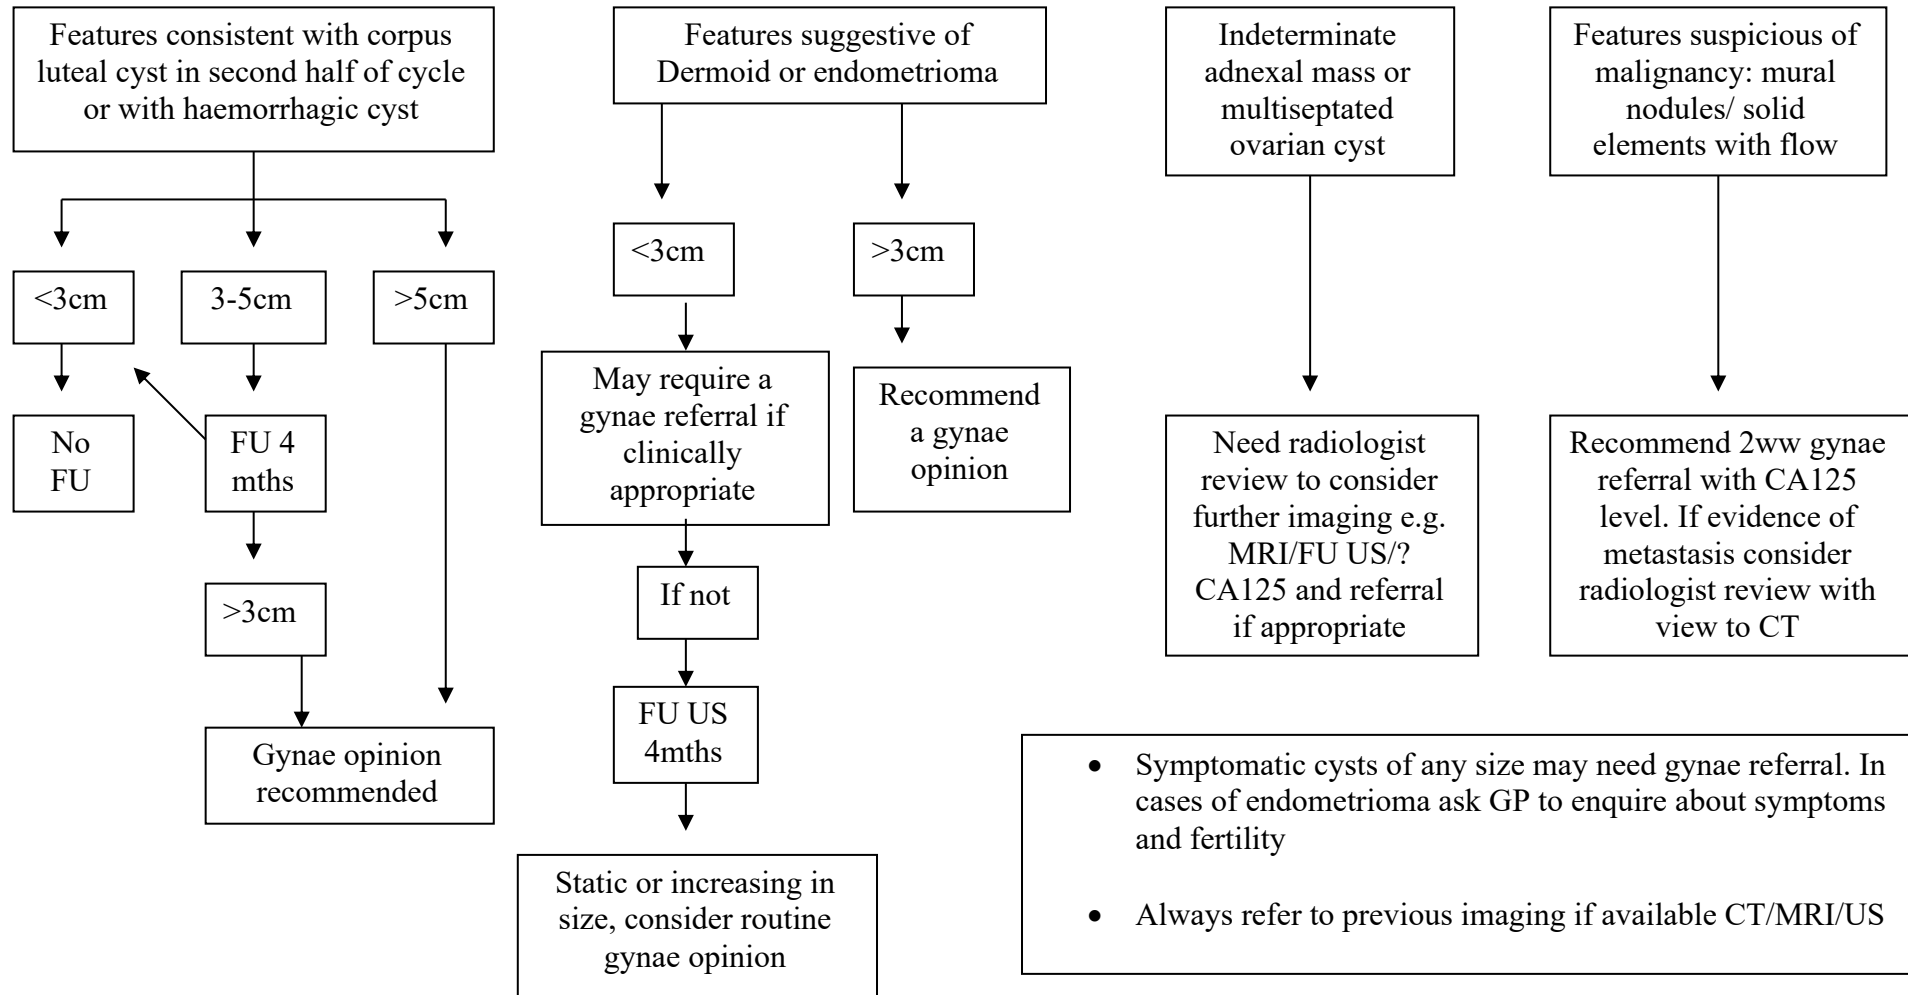 Features consistent with corpus
luteal cyst in second half of cycle
or with haemorrhagic cyst
<3cm
3-5cm
>5cm
No
FU
FU 4
mths
>3cm
Gynae opinion
recommended
Features suggestive of
Dermoid or endometrioma
<3cm
>3cm
May require a
gynae referral if
clinically
appropriate
Recommend
a gynae
opinion
If not
FU US
4mths
Static or increasing in
size, consider routine
gynae opinion
Indeterminate
adnexal mass or
multiseptated
ovarian cyst
Need radiologist
review to consider
further imaging e.g.
MRI/FU US/?
CA125 and referral
if appropriate
Features suspicious of
malignancy: mural
nodules/ solid
elements with flow
Recommend 2ww gynae
referral with CA125
level. If evidence of
metastasis consider
radiologist review with
view to CT
• Symptomatic cysts of any size may need gynae referral. In
cases of endometrioma ask GP to enquire about symptoms
and fertility
• Always refer to previous imaging if available CT/MRI/US